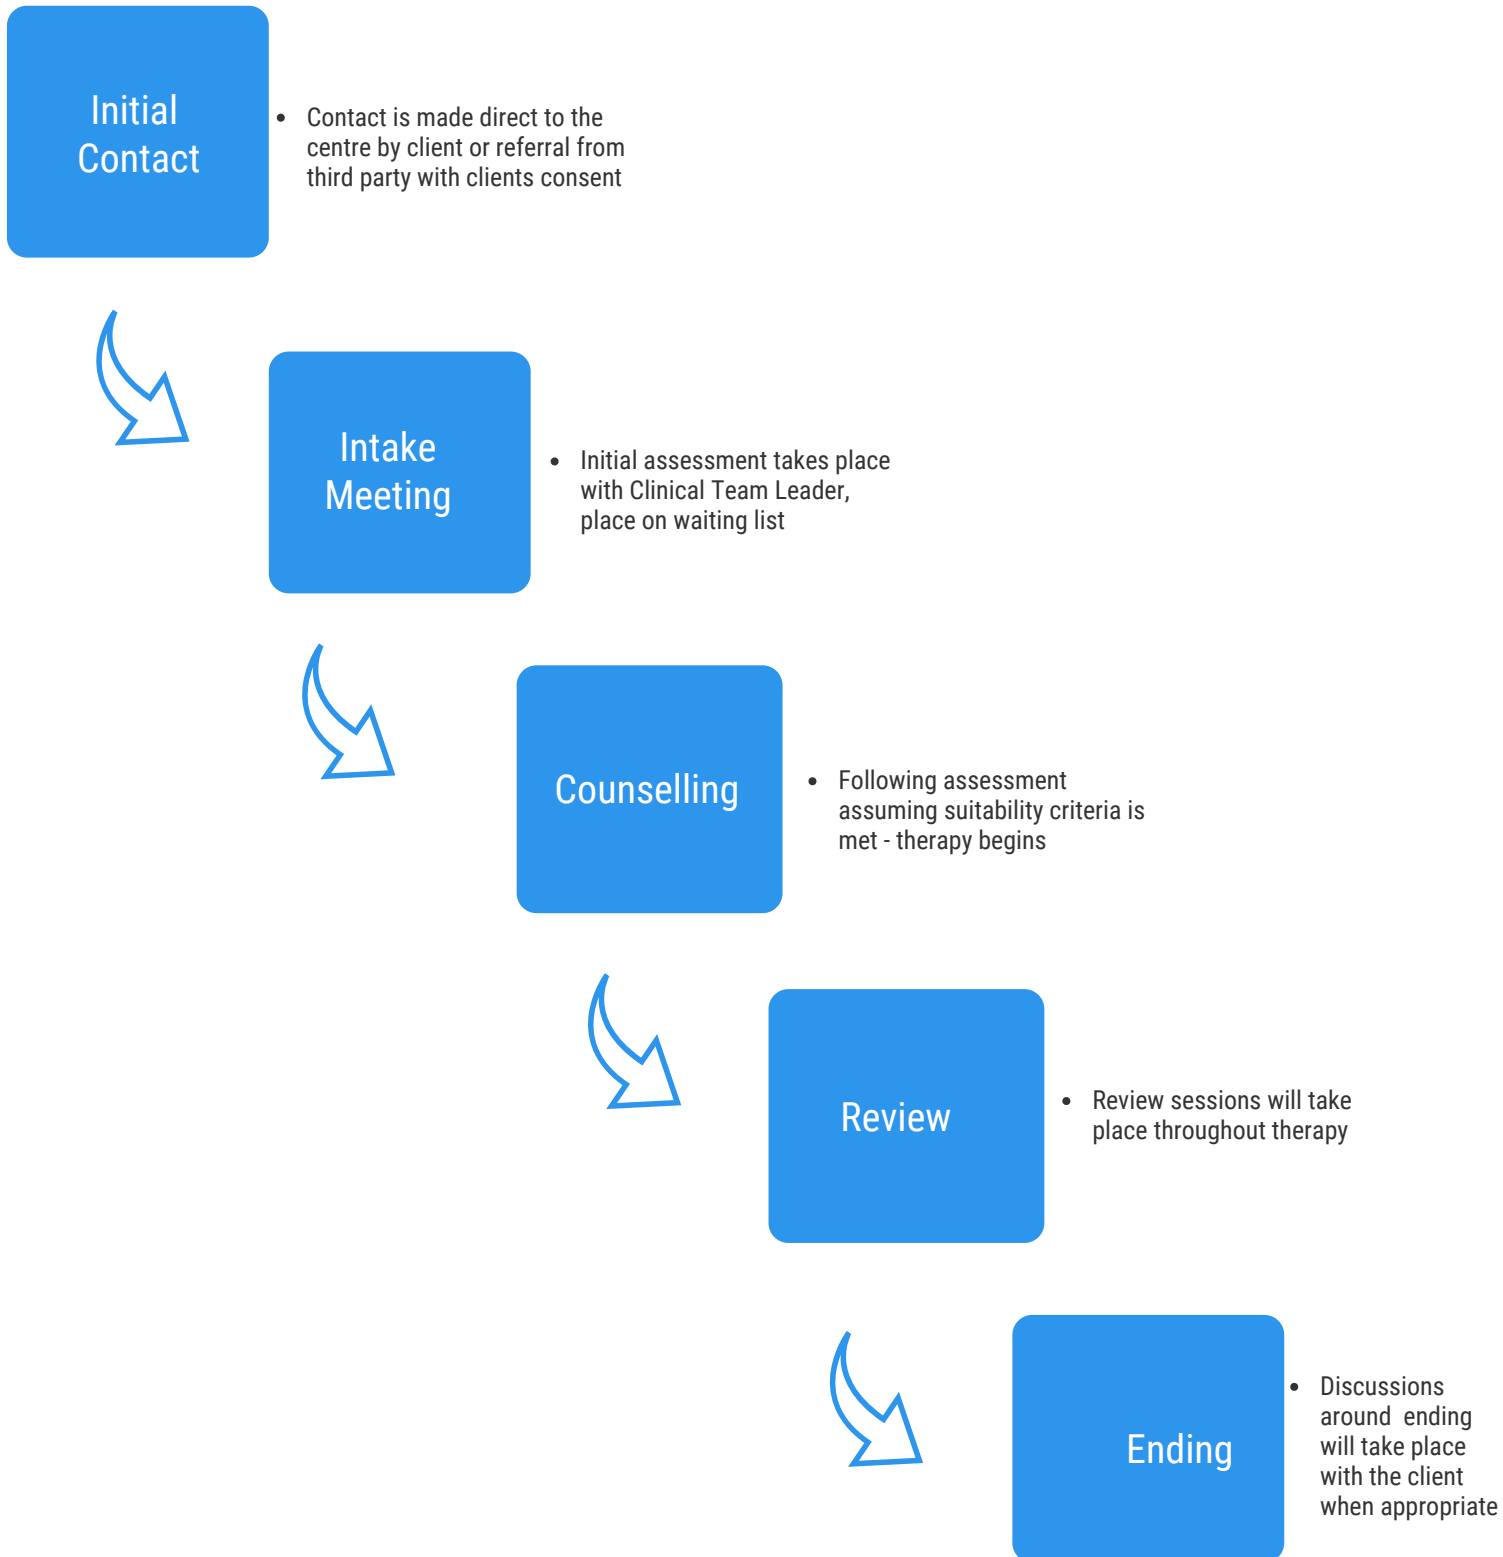 Initial
Contact
• Contact is made direct to the
centre by client or referral from
third party with clients consent
Intake
Meeting
• Initial assessment takes place
with Clinical Team Leader,
place on waiting list
Counselling
• Following assessment
assuming suitability criteria is
met - therapy begins
Review
• Review sessions will take
place throughout therapy
Ending
• Discussions
around  ending
will take place
with the client
when appropriate